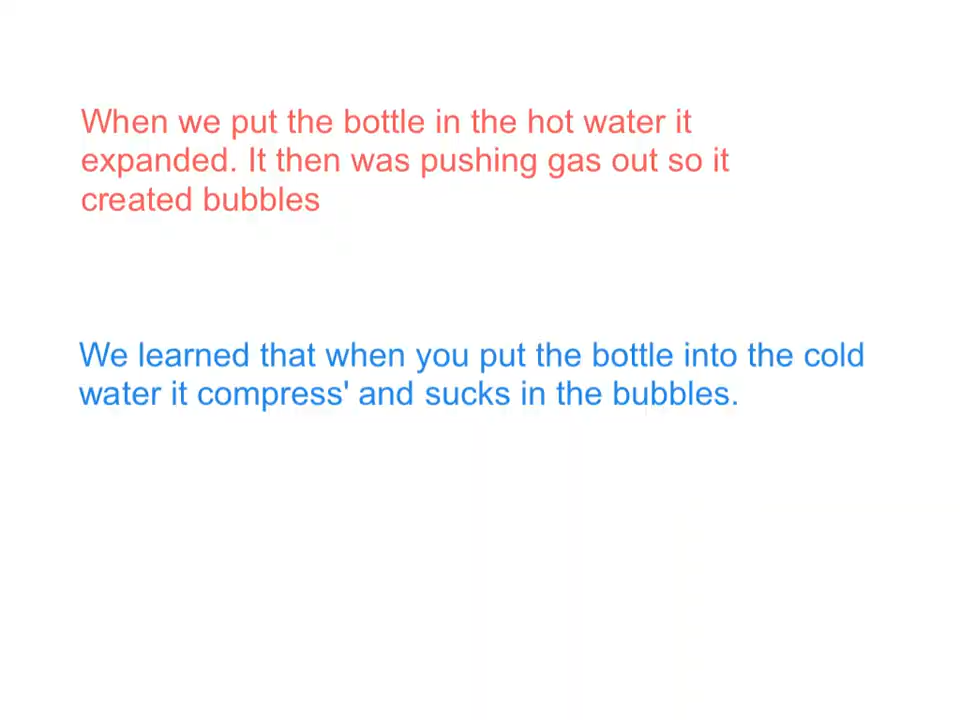 When we put the bottle in the hot water it
expanded. It then was pushing gas out so it
created bubbles
We learned that when you put the bottle into the cold
water it compress' and sucks in the bubbles.